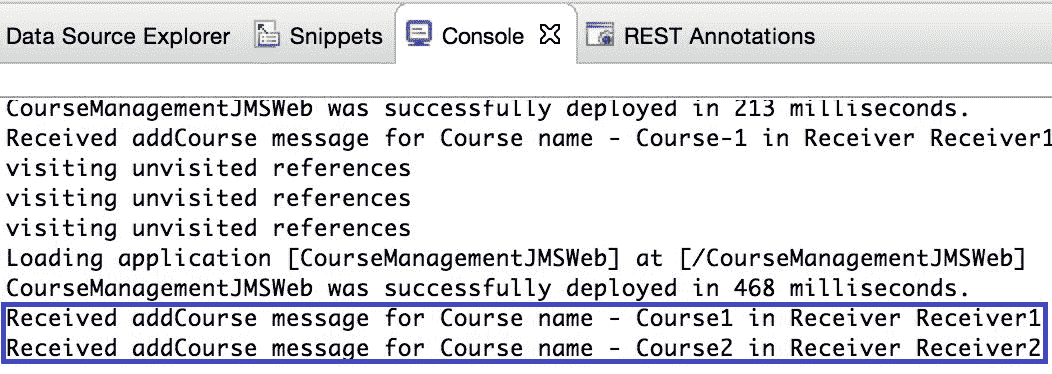 Data Source Explorer Snippets Console REST Annotations
CourseManagementJMSWeb was successfully deployed in 213 milliseconds.
Received addCourse message for Course name - Course-1 in Receiver Receiver1
visiting unvisited references
visiting unvisited references
visiting unvisited references
Loading application [CourseManagementJMSWeb] at [/CourseManagementJMSWeb]
CourseManagementJMSWeb was successfully deployed in 468 milliseconds.
Received addCourse message for Course name - Course1 in Receiver Receiver1
Received addCourse message for Course name - Course2 in Receiver Receiver2